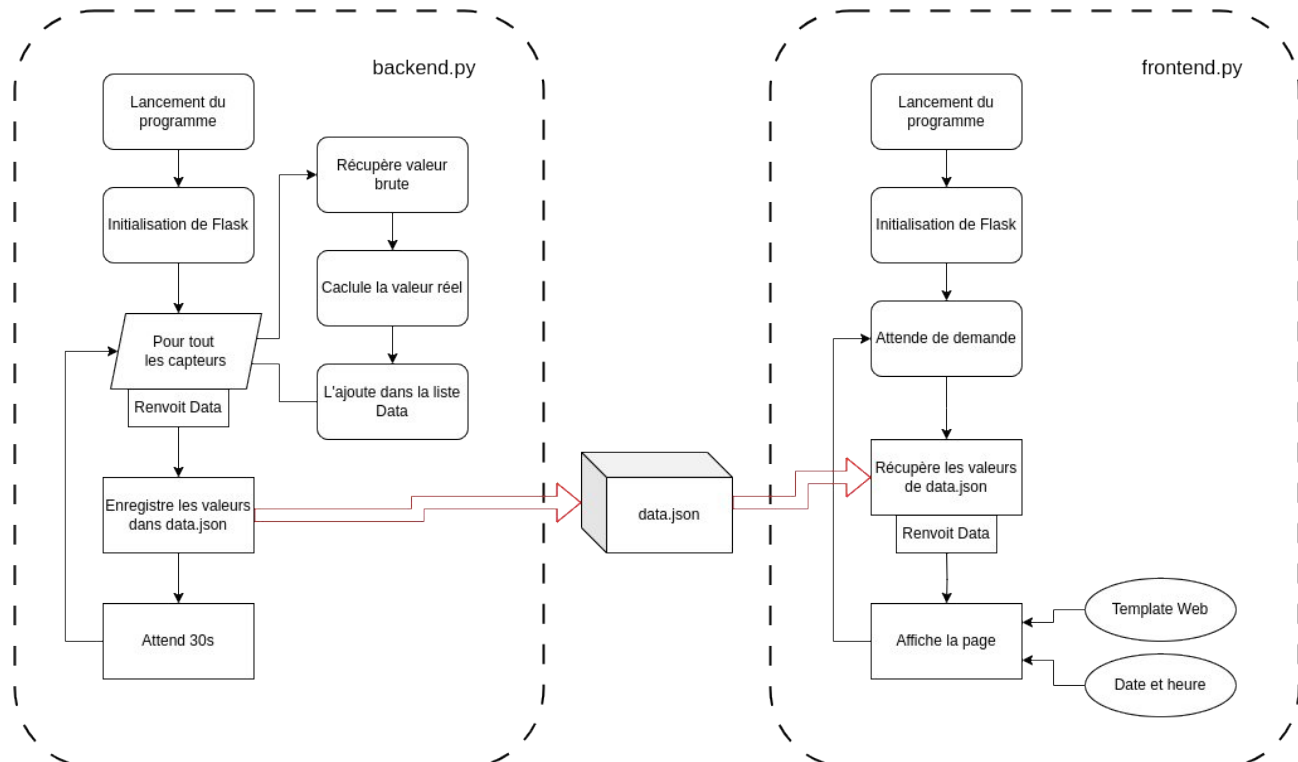 backend.py
Lancement du
programme
Initialisation de Flask
Pour tout
les capteurs
Renvoit Data
Récupère valeur
brute
Caclule la valeur réel
L'ajoute dans la liste
Data
Enregistre les valeurs
dans data.json
Attend 30s
data.json
frontend.py
Lancement du
programme
Initialisation de Flask
Attende de demande
Récupère les valeurs
de data.json
Renvoit Data
Affiche la page
Template Web
Date et heure